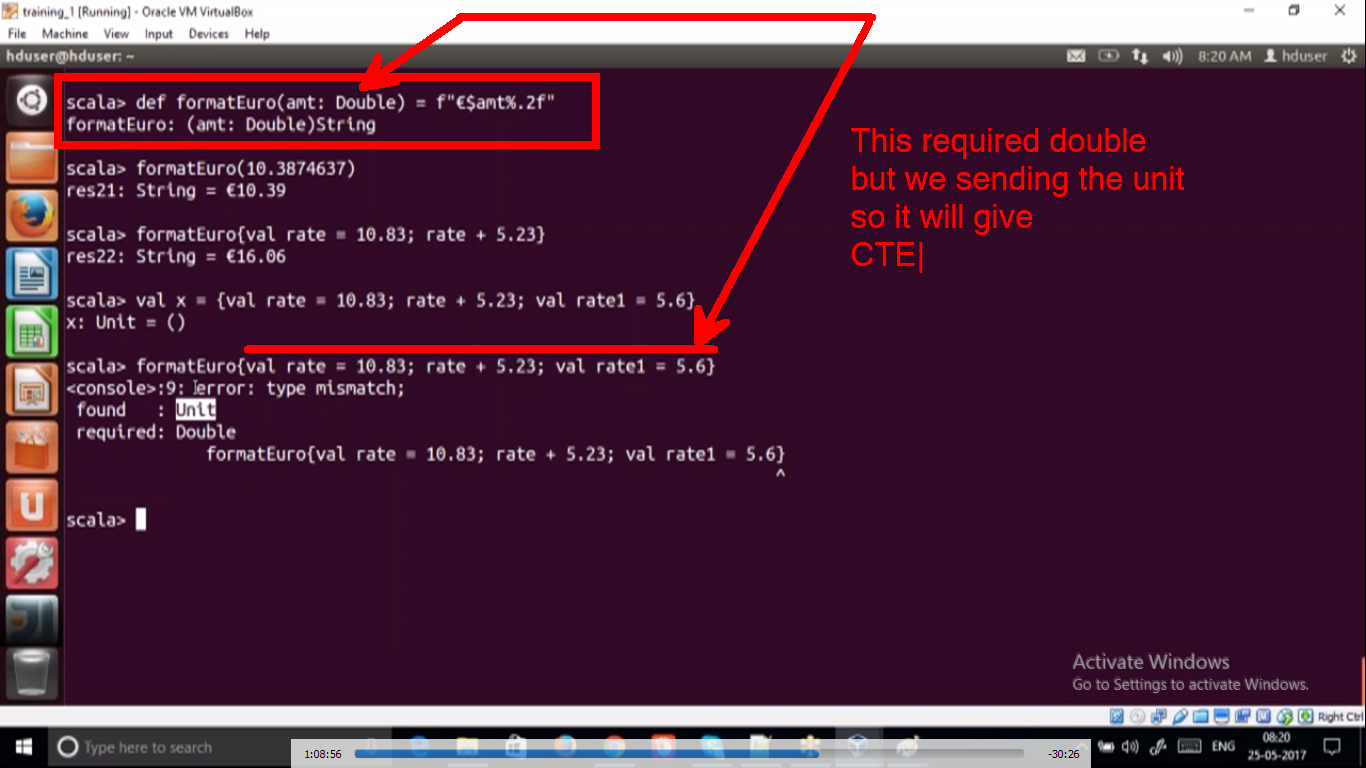 training_1 [Running] - Oracle VM VirtualBox
File Machine View Input Devices Help
hduser@hduser: ~
8:20 AM hduser
scala> def formatEuro(amt: Double) = f"€$amt%.2f"
formatEuro: (amt: Double)String
scala> formatEuro(10.3874637)
res21: String = €10.39
scala> formatEuro{val rate = 10.83; rate + 5.23}
res22: String = €16.06
scala> val x = {val rate = 10.83; rate + 5.23; val rate1 = 5.6}
x: Unit = ()
scala> formatEuro{val rate = 10.83; rate + 5.23; val rate1 = 5.6}
<console>:9: error: type mismatch;
found   : Unit
required: Double
formatEuro{val rate = 10.83; rate + 5.23; val rate1 = 5.6}
^
scala>
This required double
but we sending the unit
so it will give
CTE|
Activate Windows
Go to Settings to activate Windows.
Right Ctrl
Type here to search
1:08:56
-30:26
ENG
08:20
25-05-2017